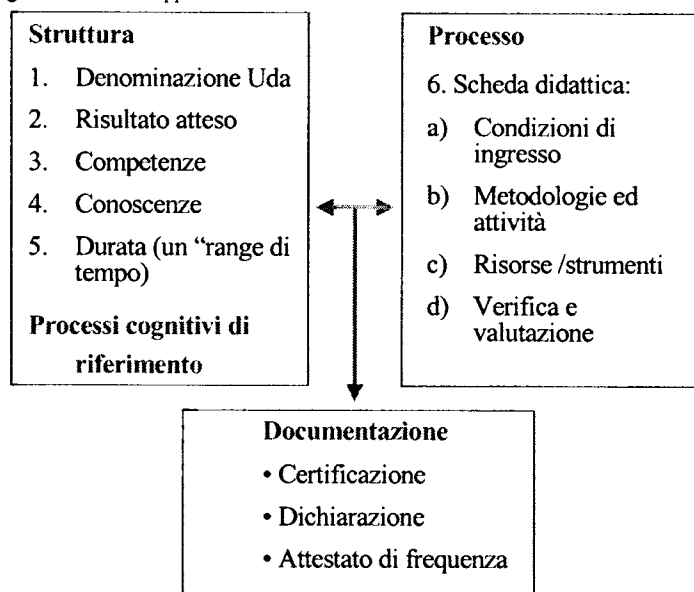 Struttura
1. Denominazione Uda
2. Risultato atteso
3. Competenze
4. Conoscenze
5. Durata (un “range di
tempo)
Processi cognitivi di
riferimento
Processo
6. Scheda didattica:
a) Condizioni di
ingresso
b) Metodologie ed
attività
c) Risorse /strumenti
d) Verifica e
valutazione
Documentazione
• Certificazione
• Dichiarazione
• Attestato di frequenza